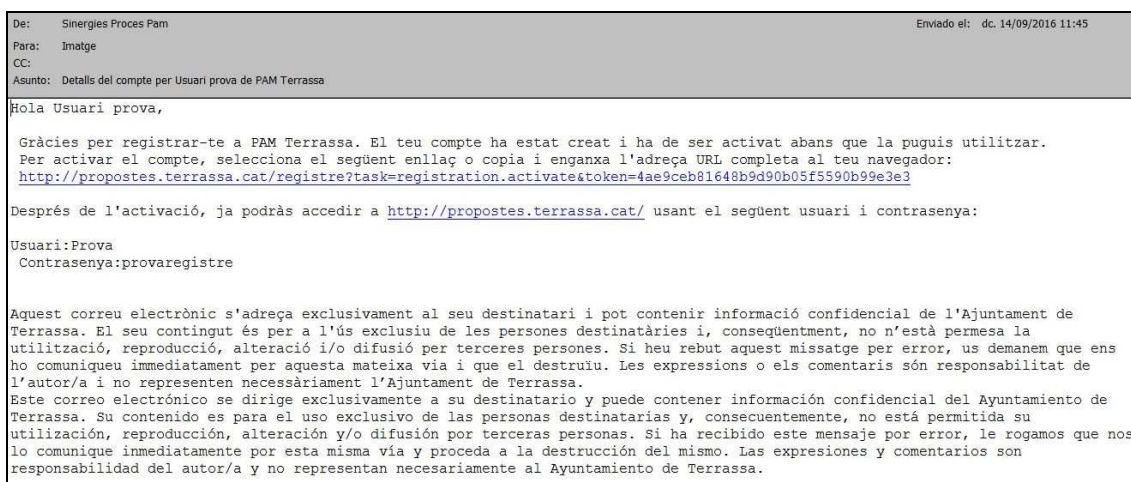 De: Sinergies Proces Pam Enviado el: dc. 14/09/2016 11:45
Para: Imatge
CC:
Asunto: Detalls del compte per Usuari prova de PAM Terrassa
Hola Usuari prova,
Gràcies per registrar-te a PAM Terrassa. El teu compte ha estat creat i ha de ser activat abans que la puguis utilitzar.
Per activar el compte, selecciona el següent enllaç o copia i enganxa l'adreça URL completa al teu navegador:
http://propostes.terrassa.cat/registre?task=registration.activate&token=4ae9ceb81648b9d90b05f5590b99e3e3
Després de l'activació, ja podràs accedir a http://propostes.terrassa.cat/ usant el següent usuari i contrasenya:
Usuari:Prova
Contrasenya:provaregistre
Aquest correu electrònic s'adreça exclusivament al seu destinatari i pot contenir informació confidencial de l'Ajuntament de
Terrassa. El seu contingut és per a l'ús exclusiu de les persones destinatàries i, conseqüentment, no n’està permesa la
utilització, reproducció, alteració i/o difusió per terceres persones. Si heu rebut aquest missatge per error, us demanem que ens
ho comuniqueu immediatament per aquesta mateixa via i que el destruïu. Les expressions o els comentaris són responsabilitat de
l’autor/a i no representen necessàriament l’Ajuntament de Terrassa.
Este correo electrónico se dirige exclusivamente a su destinatario y puede contener información confidencial del Ayuntamiento de
Terrassa. Su contenido es para el uso exclusivo de las personas destinatarias y, consecuentemente, no está permitida su
utilización, reproducción, alteración y/o difusión por terceras personas. Si ha recibido este mensaje por error, le rogamos que nos
lo comunique inmediatamente por esta misma vía y proceda a la destrucción del mismo. Las expresiones y comentarios son
responsabilidad del autor/a y no representan necesariamente al Ayuntamiento de Terrassa.